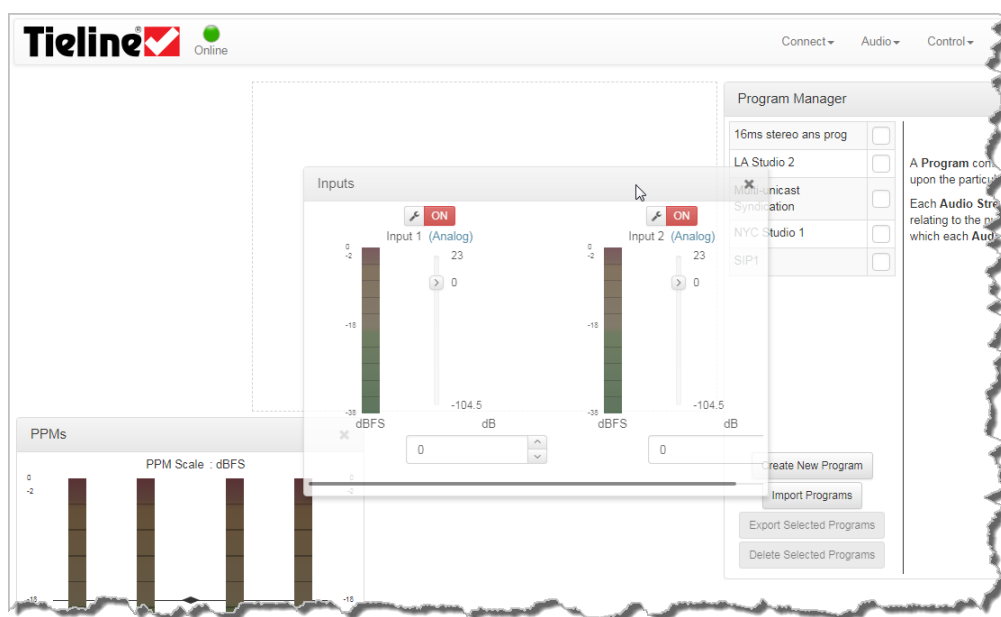 Tieline
Online
Connect
Audio
Control
Program Manager
16ms stereo ans prog
LA Studio 2
Multi-unicast
Syndication
NYC Studio 1
SIP1
A Program con
upon the particu
Each Audio Stre
relating to the nu
which each Aud
Inputs
ON
Input 1 (Analog)
0
-2
-18
-38
dBFS
23
0
-104.5
dB
0
ON
Input 2 (Analog)
0
-2
-18
-38
dBFS
23
0
-104.5
dB
0
Create New Program
Import Programs
Export Selected Programs
Delete Selected Programs
PPMs
PPM Scale : dBFS
0
-2
-18
0
-2
-18